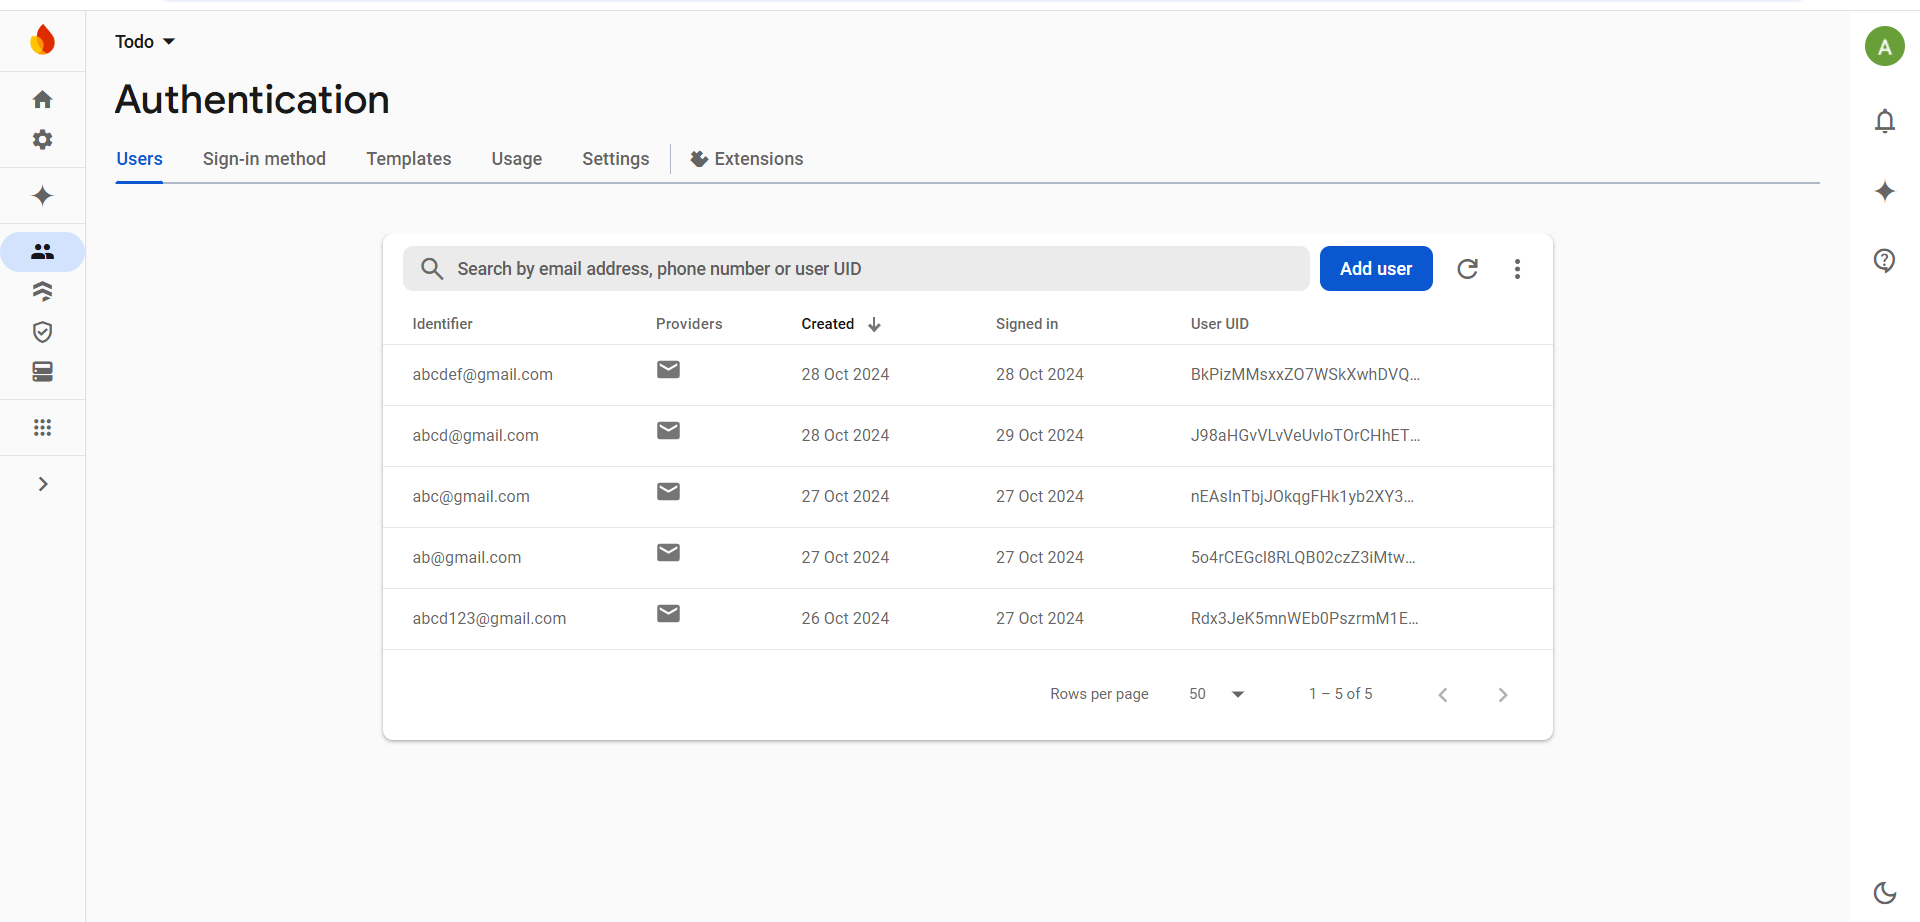 Todo
A
Authentication
Users Sign-in method Templates Usage Settings Extensions
Search by email address, phone number or user UID Add user
Identifier Providers Created Signed in User UID
abcdef@gmail.com 28 Oct 2024 28 Oct 2024 BkPizMMsxxZO7WSkXwhDVQ...
abcd@gmail.com 28 Oct 2024 29 Oct 2024 J98aHGvVLvVeUvIoTOrCHhET...
abc@gmail.com 27 Oct 2024 27 Oct 2024 nEAsInTbjJOkqgFHk1yb2XY3...
ab@gmail.com 27 Oct 2024 27 Oct 2024 5o4rCEGcI8RLQB02czZ3iMtw...
abcd123@gmail.com 26 Oct 2024 27 Oct 2024 Rdx3JeK5mnWEb0PszrmM1E...
Rows per page 50 1 – 5 of 5